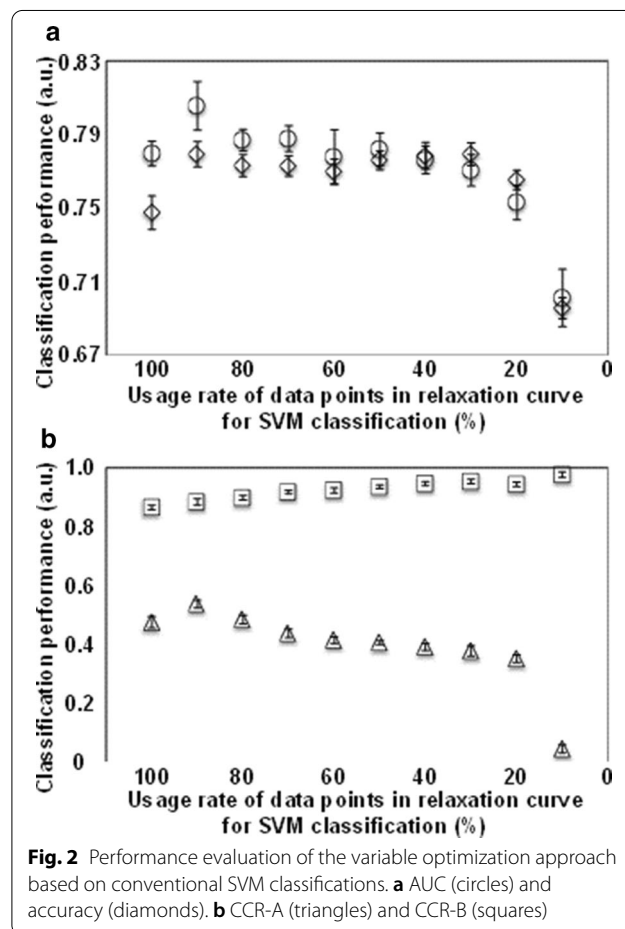 a
Classification performance (a.u.)
0.83
0.79
0.75
0.71
0.67
100 80 60 40 20 0
Usage rate of data points in relaxation curve
for SVM classification (%)
b
Classification performance (a.u.)
1.0
0.8
0.6
0.4
0.2
0
100 80 60 40 20 0
Usage rate of data points in relaxation curve
for SVM classification (%)
Fig. 2 Performance evaluation of the variable optimization approach
based on conventional SVM classifications. a AUC (circles) and
accuracy (diamonds). b CCR-A (triangles) and CCR-B (squares)